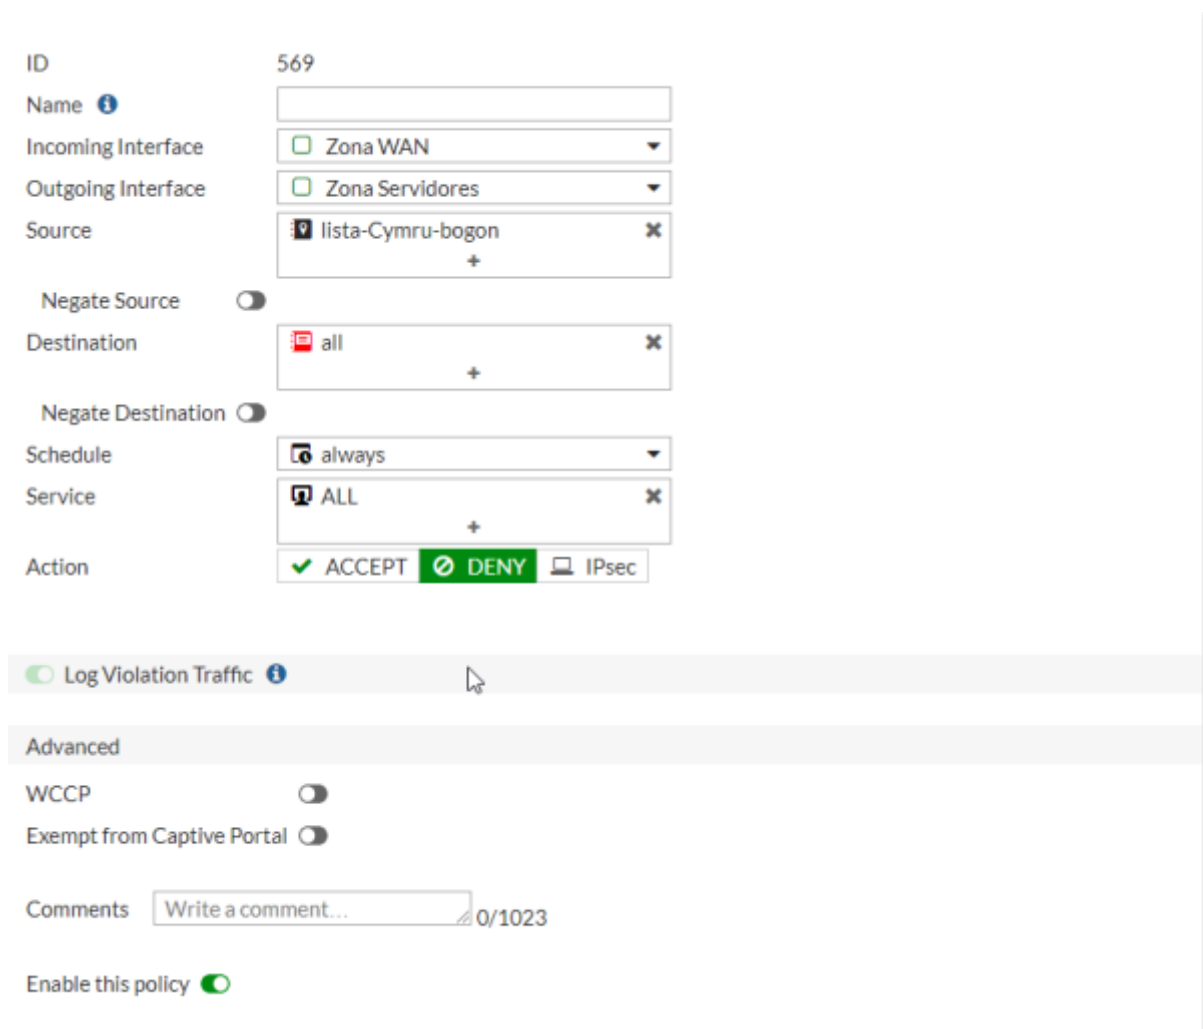 ID 569
Name
Incoming Interface Zona WAN
Outgoing Interface Zona Servidores
Source lista-Cymru-bogon
+
Negate Source
Destination all
+
Negate Destination
Schedule always
Service ALL
+
Action ACCEPT DENY IPsec
Log Violation Traffic
Advanced
WCCP
Exempt from Captive Portal
Comments Write a comment... 0/1023
Enable this policy